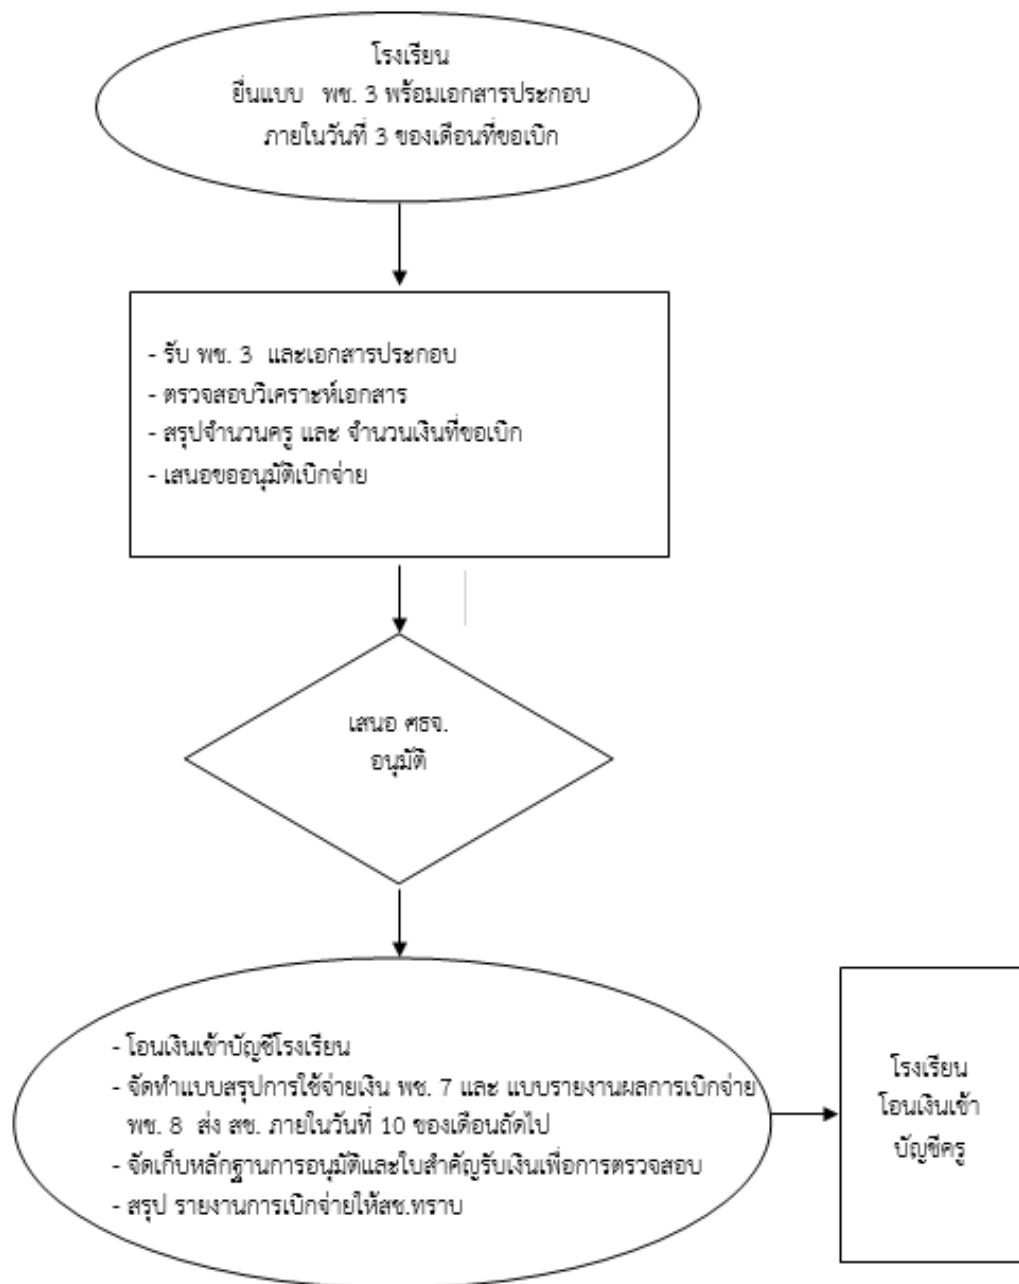 โรงเรียน
ยื่นแบบ พช. 3 พร้อมเอกสารประกอบ
ภายในวันที่ 3 ของเดือนที่ขอเบิก
- รับ พช. 3 และเอกสารประกอบ
- ตรวจสอบวิเคราะห์เอกสาร
- สรุปจำนวนครู และ จำนวนเงินที่ขอเบิก
- เสนอขออนุมัติเบิกจ่าย
เสนอ ศธจ.
อนุมัติ
- โอนเงินเข้าบัญชีโรงเรียน
- จัดทำแบบสรุปการใช้จ่ายเงิน พช. 7 และ แบบรายงานผลการเบิกจ่าย
พช. 8 ส่ง สช. ภายในวันที่ 10 ของเดือนถัดไป
- จัดเก็บหลักฐานการอนุมัติและใบสำคัญรับเงินเพื่อการตรวจสอบ
- สรุป รายงานการเบิกจ่ายให้สช.ทราบ
โรงเรียน
โอนเงินเข้า
บัญชีครู